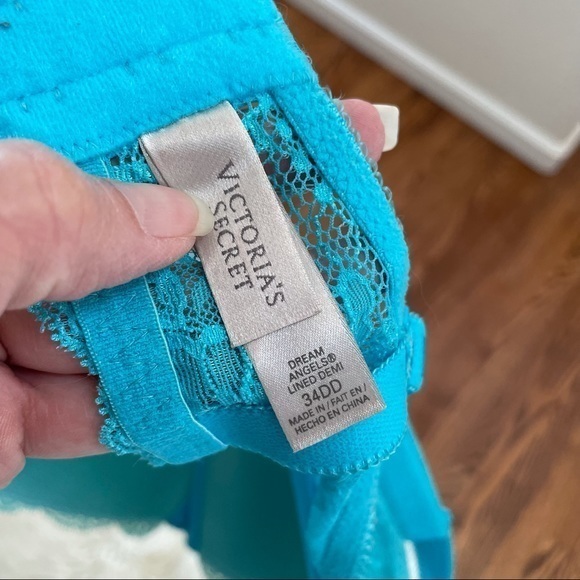 VICTORIA'S
SECRET
DREAM
ANGELS®
LINED DEMI
34DD
MADE IN / FAIT EN /
HECHO EN CHINA